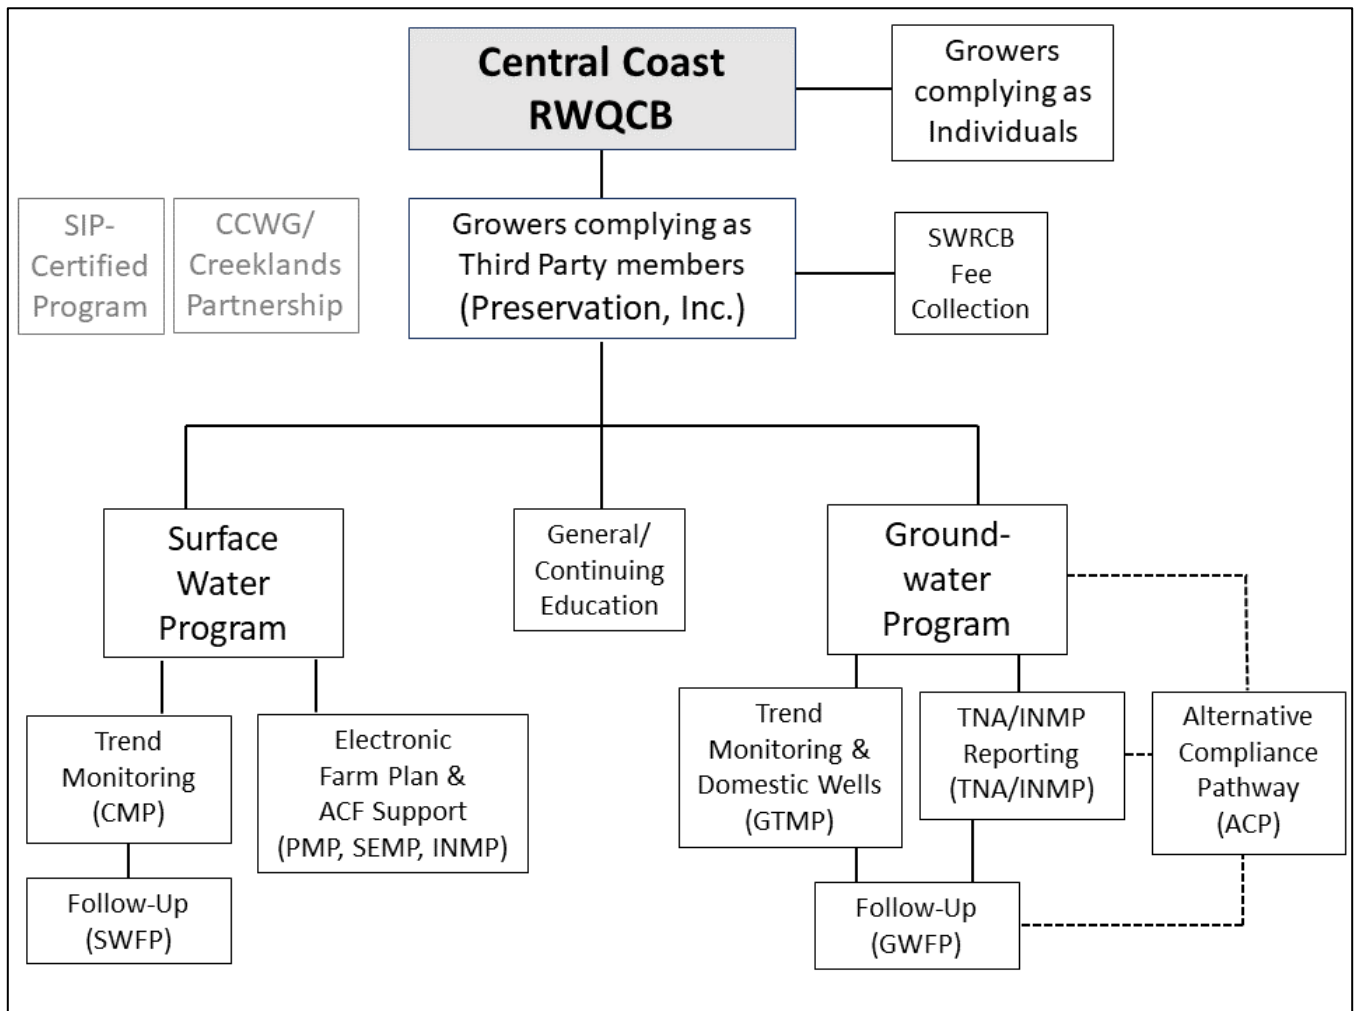 Central Coast
RWQCB
Growers
complying as
Individuals
SIP-
Certified
Program
CCWG/
Creeklands
Partnership
Growers complying as
Third Party members
(Preservation, Inc.)
SWRCB
Fee
Collection
Surface
Water
Program
General/
Continuing
Education
Ground-
water
Program
Trend
Monitoring
(CMP)
Electronic
Farm Plan &
ACF Support
(PMP, SEMP, INMP)
Trend
Monitoring &
Domestic Wells
(GTMP)
TNA/INMP
Reporting
(TNA/INMP)
Alternative
Compliance
Pathway
(ACP)
Follow-Up
(SWFP)
Follow-Up
(GWFP)